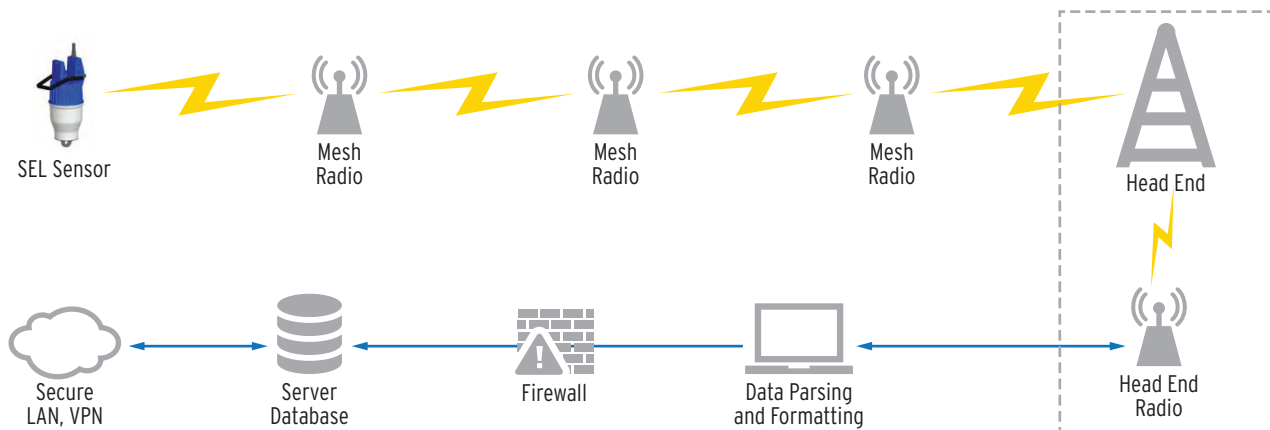 SEL Sensor
Mesh
Radio
Mesh
Radio
Mesh
Radio
Head End
Secure
LAN, VPN
Server
Database
Firewall
Data Parsing
and Formatting
Head End
Radio